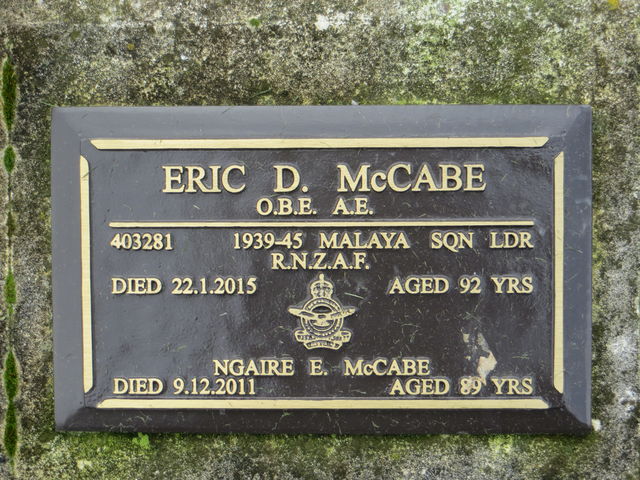 ERIC D. McCABE
O.B.E. A.E.
403281 1939-45 MALAYA SQN LDR
R.N.Z.A.F.
DIED 22.1.2015 AGED 92 YRS
NGAIRE E. McCABE
DIED 9.12.2011 AGED 89 YRS